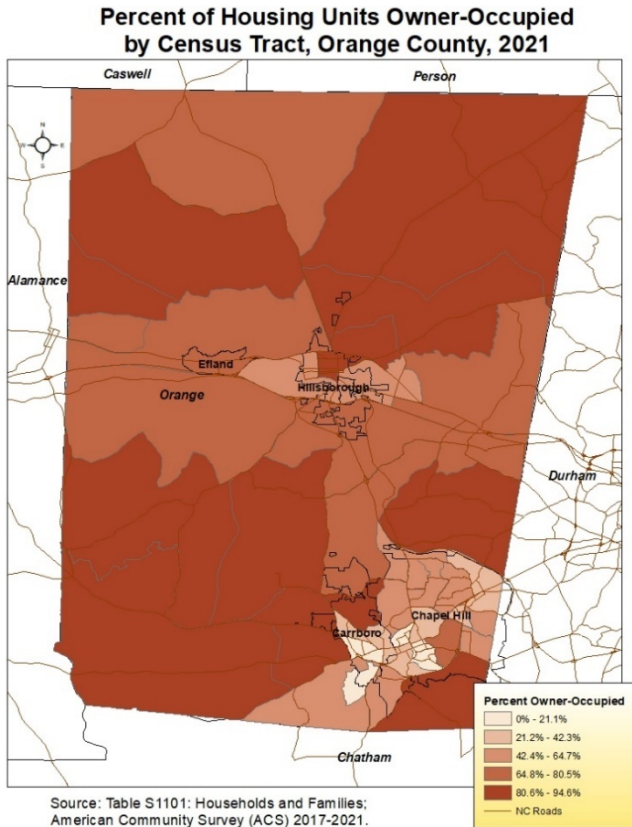 Percent of Housing Units Owner-Occupied
by Census Tract, Orange County, 2021
Caswell
Person
N
W E
S
Alamance
Efland
Hillsborough
Orange
Durham
Chapel Hill
Carrboro
Chatham
Percent Owner-Occupied
0% - 21.1%
21.2% - 42.3%
42.4% - 64.7%
64.8% - 80.5%
80.6% - 94.6%
NC Roads
Source: Table S1101: Households and Families;
American Community Survey (ACS) 2017-2021.